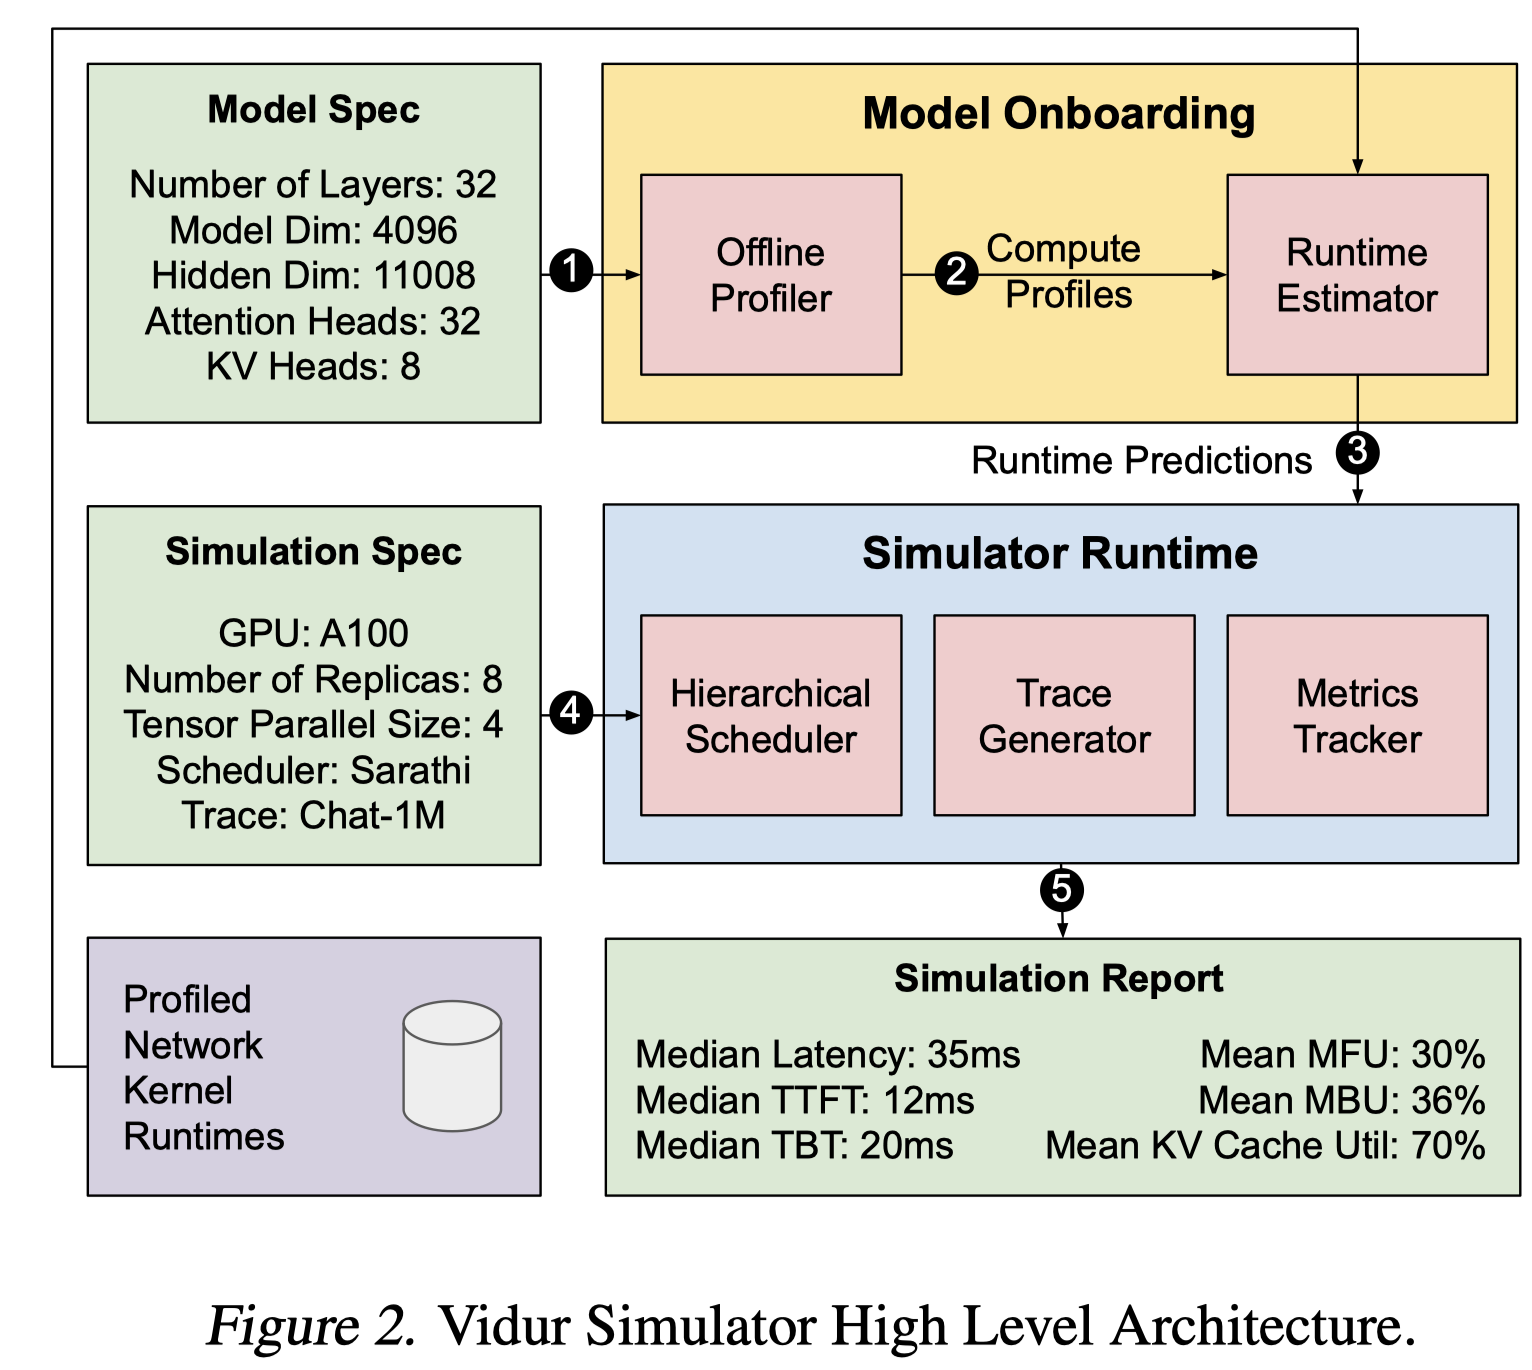 Model Spec
Number of Layers: 32
Model Dim: 4096
Hidden Dim: 11008
Attention Heads: 32
KV Heads: 8
1
Model Onboarding
Offline
Profiler
2
Compute
Profiles
Runtime
Estimator
Runtime Predictions
3
Simulation Spec
GPU: A100
Number of Replicas: 8
Tensor Parallel Size: 4
Scheduler: Sarathi
Trace: Chat-1M
4
Simulator Runtime
Hierarchical
Scheduler
Trace
Generator
Metrics
Tracker
5
Profiled
Network
Kernel
Runtimes
Simulation Report
Median Latency: 35ms
Median TTFT: 12ms
Median TBT: 20ms
Mean MFU: 30%
Mean MBU: 36%
Mean KV Cache Util: 70%
Figure 2. Vidur Simulator High Level Architecture.